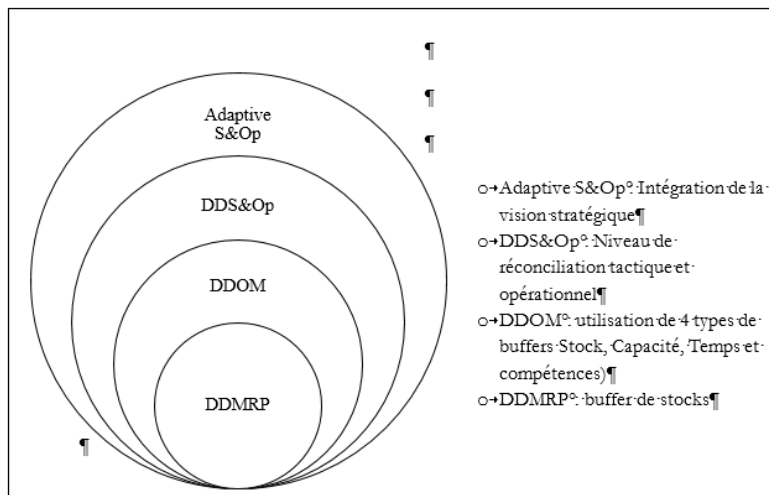 Adaptive
S&Op
DDS&Op
DDOM
DDMRP
Adaptive S&Op : Intégration de la
vision stratégique¶
DDS&Op : Niveau de
réconciliation tactique et
opérationnel¶
DDOM : utilisation de 4 types de
buffers Stock, Capacité, Temps et
compétences)¶
DDMRP : buffer de stocks¶